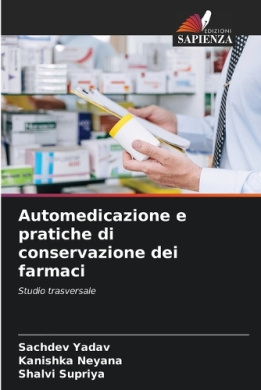 EDIZIONI
SAPIENZA
Automedicazione e
pratiche di
conservazione dei
farmaci
Studio trasversale
Sachdev Yadav
Kanishka Neyana
Shalvi Supriya